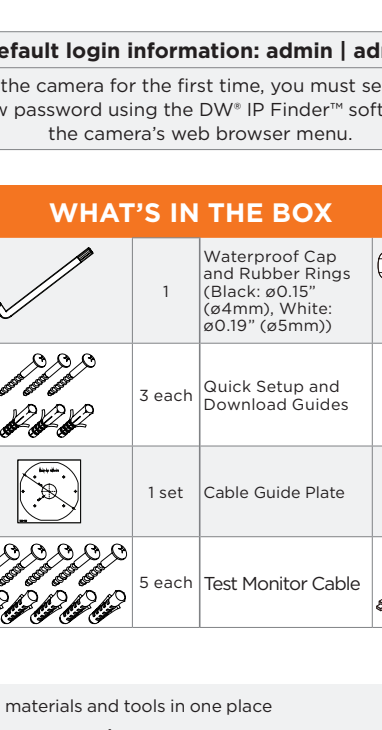 efault login information: admin | ad
the camera for the first time, you must se
password using the DW® IP Finder™ soft
the camera's web browser menu.
WHAT'S IN THE BOX
1
Waterproof Cap
and Rubber Rings
(Black: ø0.15”
(ø4mm), White:
ø0.19” (ø5mm))
3 each
Quick Setup and
Download Guides
1 set
Cable Guide Plate
5 each
Test Monitor Cable
materials and tools in one place